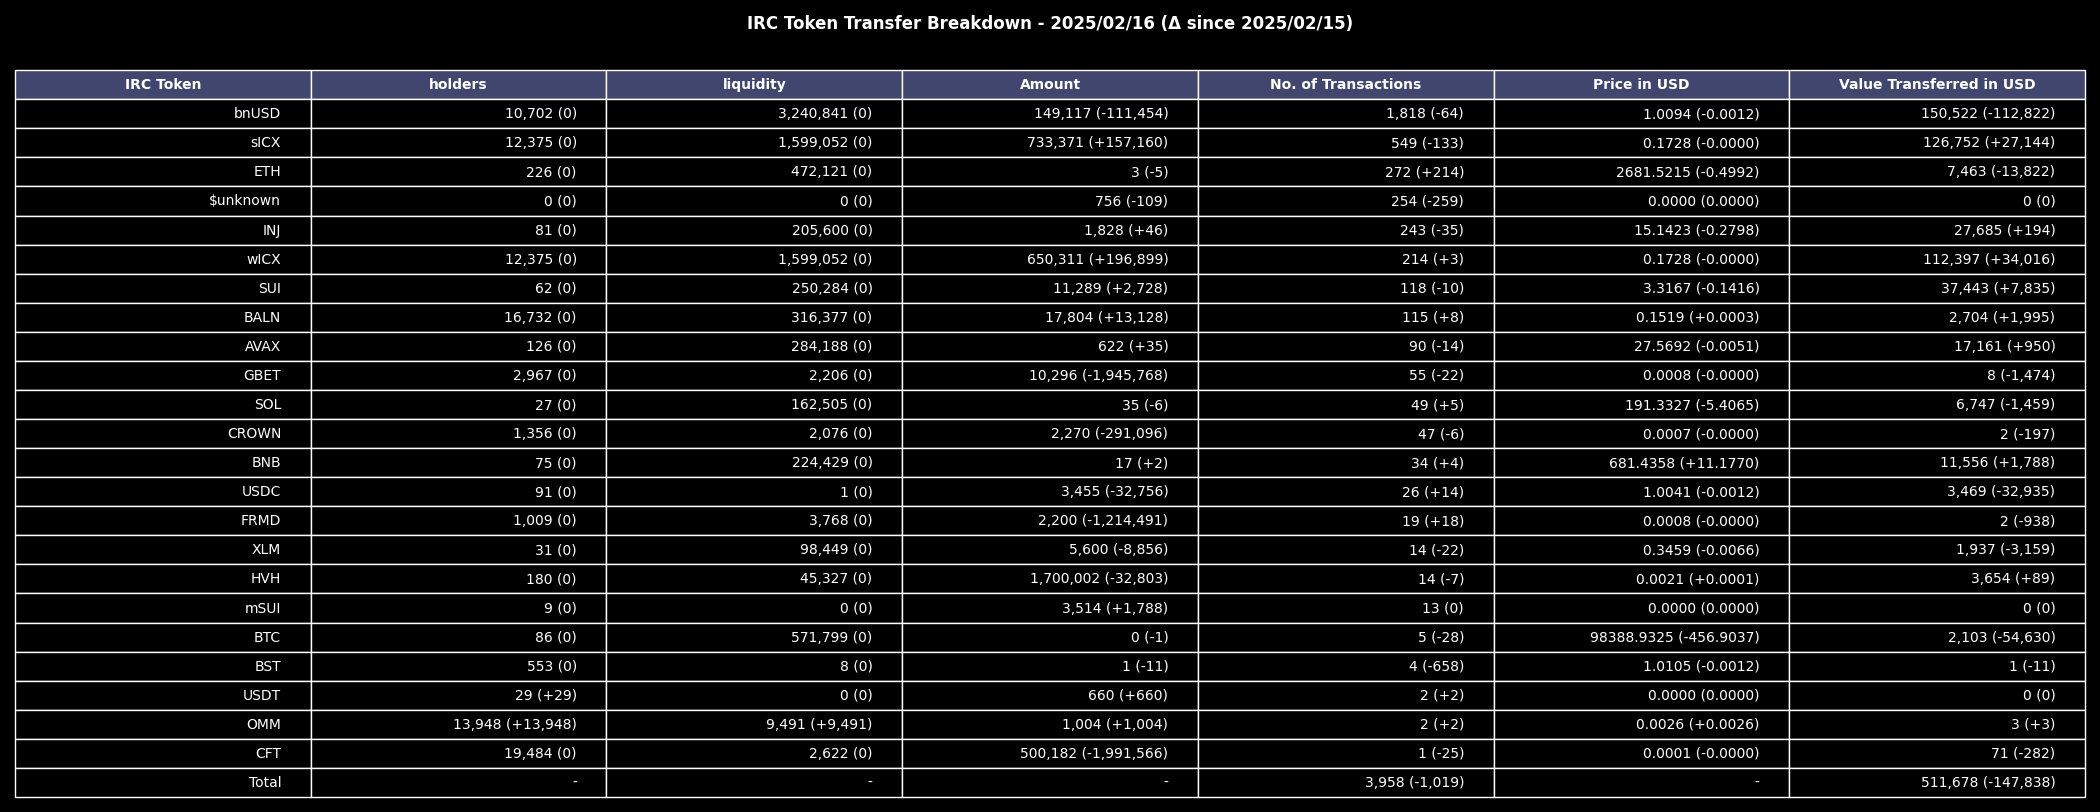 IRC Token Transfer Breakdown - 2025/02/16 (Δ since 2025/02/15)
IRC Token holders liquidity Amount No. of Transactions Price in USD Value Transferred in USD
bnUSD 10,702 (0) 3,240,841 (0) 149,117 (-111,454) 1,818 (-64) 1.0094 (-0.0012) 150,522 (-112,822)
sICX 12,375 (0) 1,599,052 (0) 733,371 (+157,160) 549 (-133) 0.1728 (-0.0000) 126,752 (+27,144)
ETH 226 (0) 472,121 (0) 3 (-5) 272 (+214) 2681.5215 (-0.4992) 7,463 (-13,822)
$unknown 0 (0) 0 (0) 756 (-109) 254 (-259) 0.0000 (0.0000) 0 (0)
INJ 81 (0) 205,600 (0) 1,828 (+46) 243 (-35) 15.1423 (-0.2798) 27,685 (+194)
wICX 12,375 (0) 1,599,052 (0) 650,311 (+196,899) 214 (+3) 0.1728 (-0.0000) 112,397 (+34,016)
SUI 62 (0) 250,284 (0) 11,289 (+2,728) 118 (-10) 3.3167 (-0.1416) 37,443 (+7,835)
BALN 16,732 (0) 316,377 (0) 17,804 (+13,128) 115 (+8) 0.1519 (+0.0003) 2,704 (+1,995)
AVAX 126 (0) 284,188 (0) 622 (+35) 90 (-14) 27.5692 (-0.0051) 17,161 (+950)
GBET 2,967 (0) 2,206 (0) 10,296 (-1,945,768) 55 (-22) 0.0008 (-0.0000) 8 (-1,474)
SOL 27 (0) 162,505 (0) 35 (-6) 49 (+5) 191.3327 (-5.4065) 6,747 (-1,459)
CROWN 1,356 (0) 2,076 (0) 2,270 (-291,096) 47 (-6) 0.0007 (-0.0000) 2 (-197)
BNB 75 (0) 224,429 (0) 17 (+2) 34 (+4) 681.4358 (+11.1770) 11,556 (+1,788)
USDC 91 (0) 1 (0) 3,455 (-32,756) 26 (+14) 1.0041 (-0.0012) 3,469 (-32,935)
FRMD 1,009 (0) 3,768 (0) 2,200 (-1,214,491) 19 (+18) 0.0008 (-0.0000) 2 (-938)
XLM 31 (0) 98,449 (0) 5,600 (-8,856) 14 (-22) 0.3459 (-0.0066) 1,937 (-3,159)
HVH 180 (0) 45,327 (0) 1,700,002 (-32,803) 14 (-7) 0.0021 (+0.0001) 3,654 (+89)
mSUI 9 (0) 0 (0) 3,514 (+1,788) 13 (0) 0.0000 (0.0000) 0 (0)
BTC 86 (0) 571,799 (0) 0 (-1) 5 (-28) 98388.9325 (-456.9037) 2,103 (-54,630)
BST 553 (0) 8 (0) 1 (-11) 4 (-658) 1.0105 (-0.0012) 1 (-11)
USDT 29 (+29) 0 (0) 660 (+660) 2 (+2) 0.0000 (0.0000) 0 (0)
OMM 13,948 (+13,948) 9,491 (+9,491) 1,004 (+1,004) 2 (+2) 0.0026 (+0.0026) 3 (+3)
CFT 19,484 (0) 2,622 (0) 500,182 (-1,991,566) 1 (-25) 0.0001 (-0.0000) 71 (-282)
Total - - - 3,958 (-1,019) - 511,678 (-147,838)